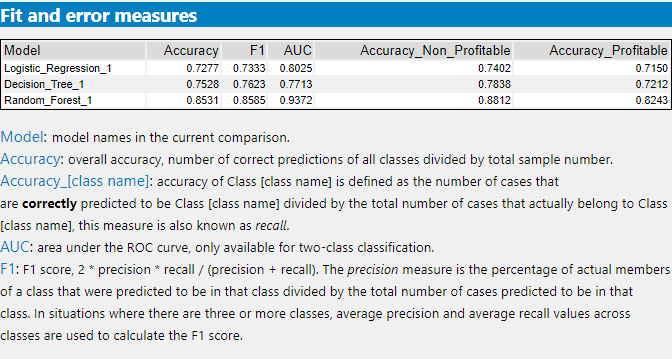 Fit and error measures
Model Accuracy F1 AUC Accuracy_Non_Profitable Accuracy_Profitable
Logistic_Regression_1 0.7277 0.7333 0.8025 0.7402 0.7150
Decision_Tree_1 0.7528 0.7623 0.7713 0.7838 0.7212
Random_Forest_1 0.8531 0.8585 0.9372 0.8812 0.8243
Model: model names in the current comparison.
Accuracy: overall accuracy, number of correct predictions of all classes divided by total sample number.
Accuracy_[class name]: accuracy of Class [class name] is defined as the number of cases that
are correctly predicted to be Class [class name] divided by the total number of cases that actually belong to Class
[class name], this measure is also known as recall.
AUC: area under the ROC curve, only available for two-class classification.
F1: F1 score, 2 * precision * recall / (precision + recall). The precision measure is the percentage of actual members
of a class that were predicted to be in that class divided by the total number of cases predicted to be in that
class. In situations where there are three or more classes, average precision and average recall values across
classes are used to calculate the F1 score.